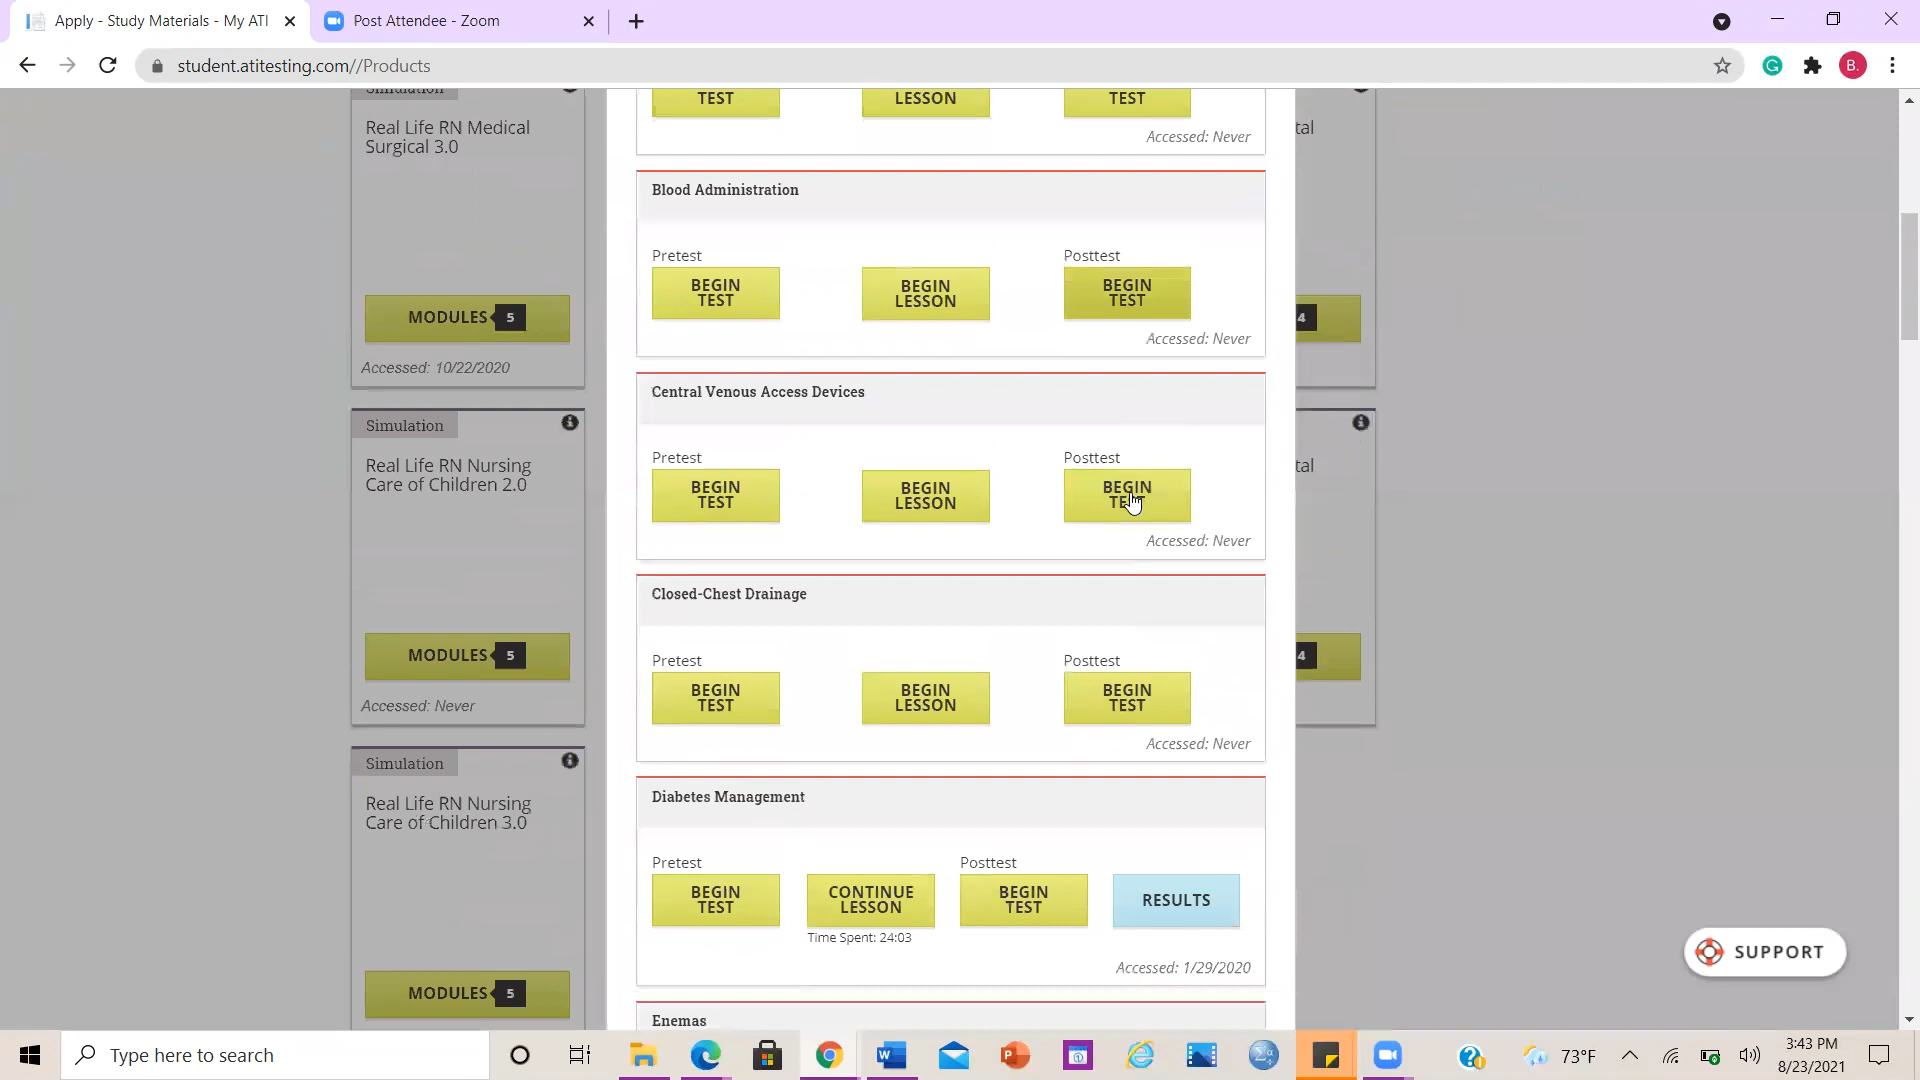 Apply - Study Materials - My ATI
Post Attendee - Zoom
student.atitesting.com//Products
B.
Simulation
Real Life RN Medical
Surgical 3.0
MODULES 5
Accessed: 10/22/2020
Simulation
Real Life RN Nursing
Care of Children 2.0
MODULES 5
Accessed: Never
Simulation
Real Life RN Nursing
Care of Children 3.0
MODULES 5
TEST
LESSON
TEST
Accessed: Never
Blood Administration
Pretest
BEGIN
TEST
BEGIN
LESSON
Posttest
BEGIN
TEST
Accessed: Never
Central Venous Access Devices
Pretest
BEGIN
TEST
BEGIN
LESSON
Posttest
BEGIN
TEST
Accessed: Never
Closed-Chest Drainage
Pretest
BEGIN
TEST
BEGIN
LESSON
Posttest
BEGIN
TEST
Accessed: Never
Diabetes Management
Pretest
BEGIN
TEST
CONTINUE
LESSON
Time Spent: 24:03
Posttest
BEGIN
TEST
RESULTS
Accessed: 1/29/2020
Enemas
tal
4
tal
4
SUPPORT
Type here to search
73°F
3:43 PM
8/23/2021